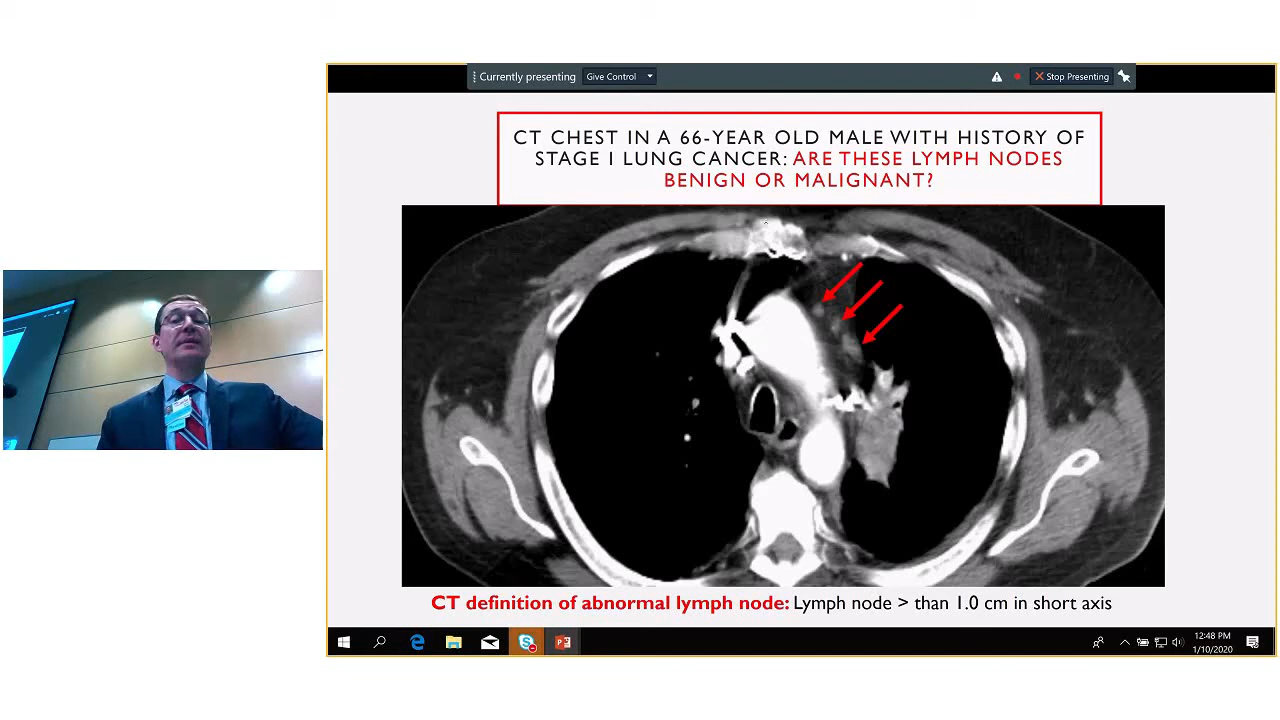 Currently presenting
Give Control
Stop Presenting
CT CHEST IN A 66-YEAR OLD MALE WITH HISTORY OF
STAGE I LUNG CANCER: ARE THESE LYMPH NODES
BENIGN OR MALIGNANT?
CT definition of abnormal lymph node: Lymph node > than 1.0 cm in short axis
12:48 PM
1/10/2020